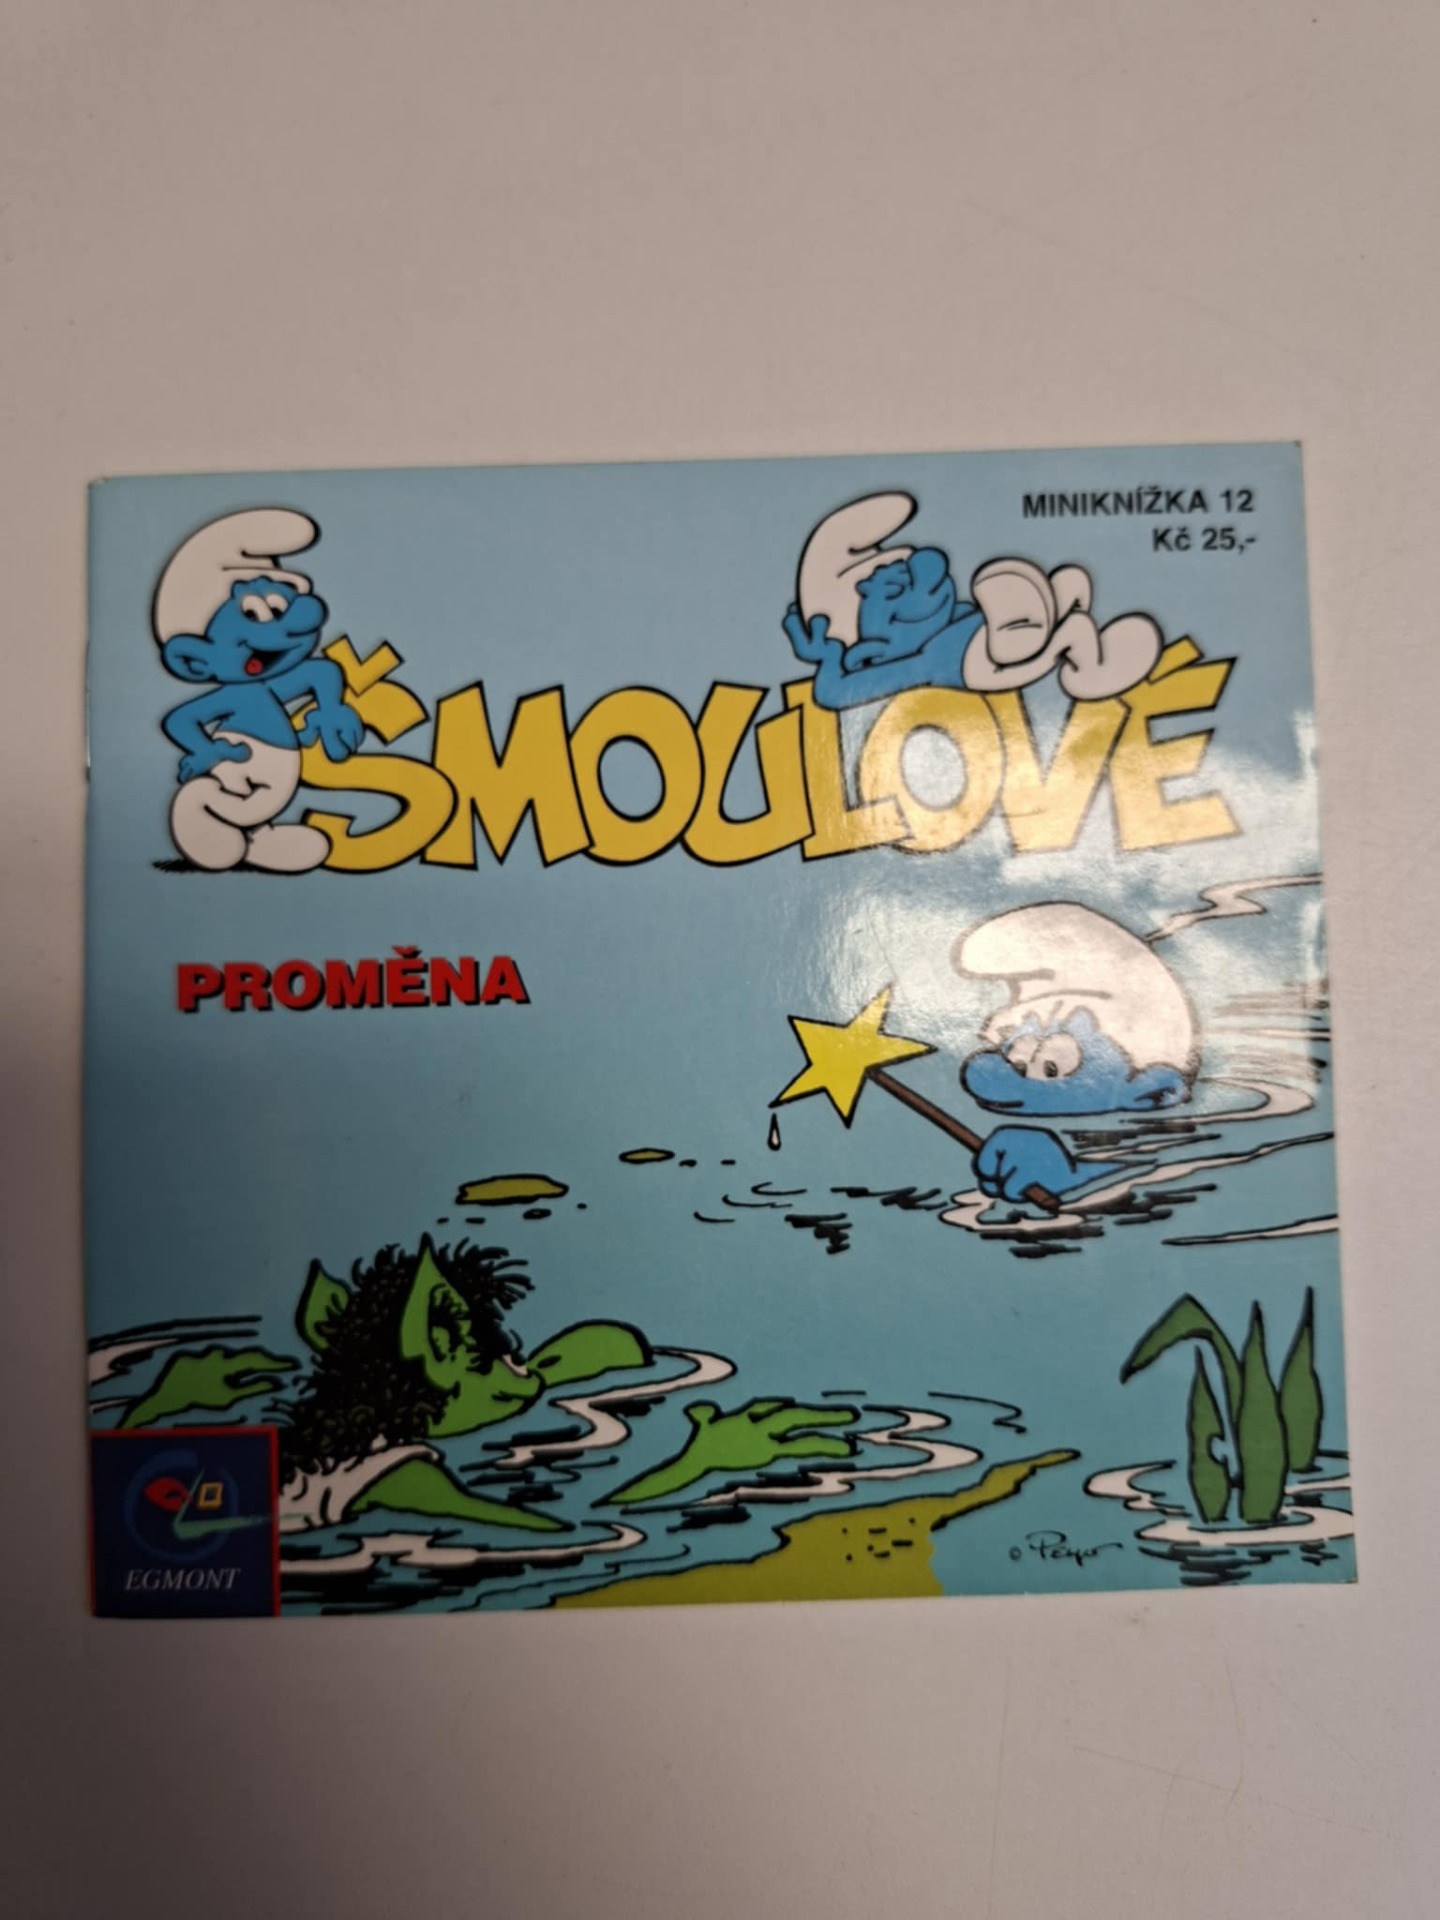 MINIKNÍŽKA 12
Kč 25,-
ŠMOULOVÉ
PROMĚNA
© Peyo
EGMONT